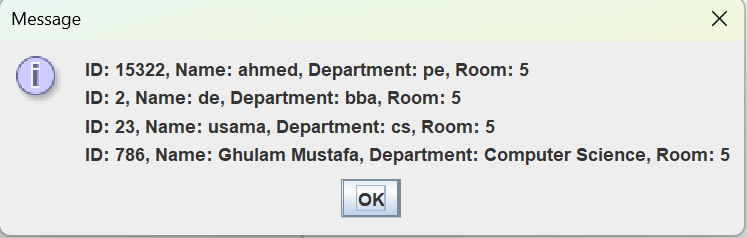 Message
ID: 15322, Name: ahmed, Department: pe, Room: 5
ID: 2, Name: de, Department: bba, Room: 5
ID: 23, Name: usama, Department: cs, Room: 5
ID: 786, Name: Ghulam Mustafa, Department: Computer Science, Room: 5
OK